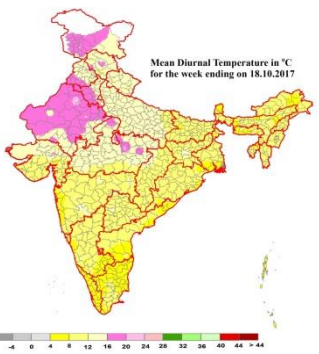 Mean Diurnal Temperature in °C
for the week ending on 18.10.2017
-4 0 4 8 12 16 20 24 28 32 36 40 44 > 44